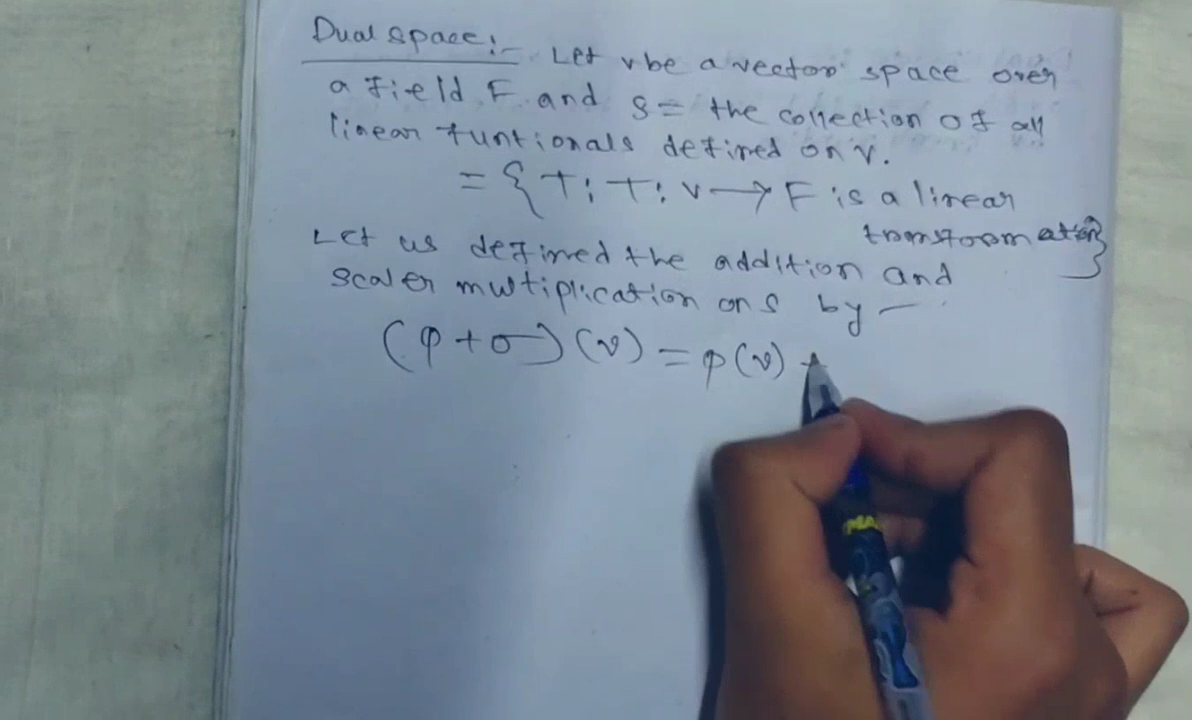 Dual space:- Let v be a vector space over
a field F and S = the collection of all
linear funtionals defined on v.
= { T: T: v → F is a linear
transformation}
Let us defined the addition and
scaler multiplication on S by —
(φ + σ) (v) = φ(v) +
MA